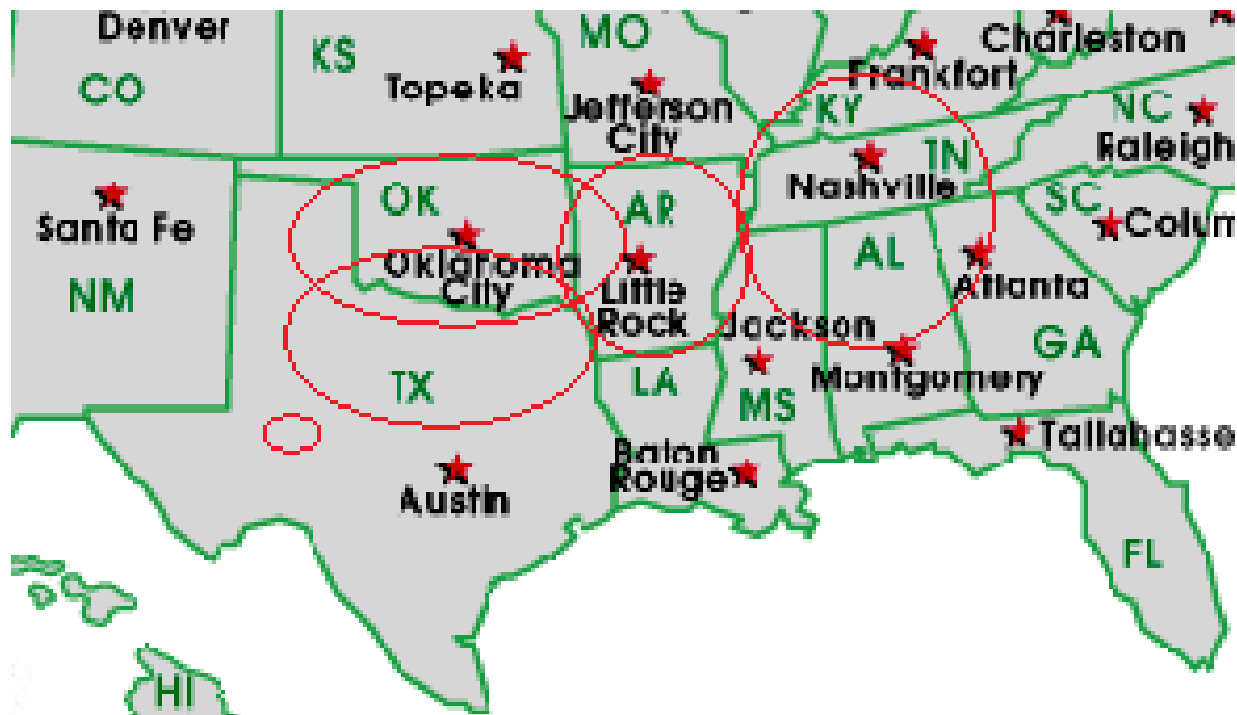 Denver
KS
MO
CO
Topeka
Jefferson
City
Frankfort
Charleston
KY
NC
Raleigh
TN
Nashville
Santa Fe
OK
AR
SC
Colum
NM
Oklahoma
City
Little
Rock
AL
Atlanta
Jackson
GA
TX
LA
MS
Montgomery
Tallahasse
Baton
Rouge
Austin
FL
HI